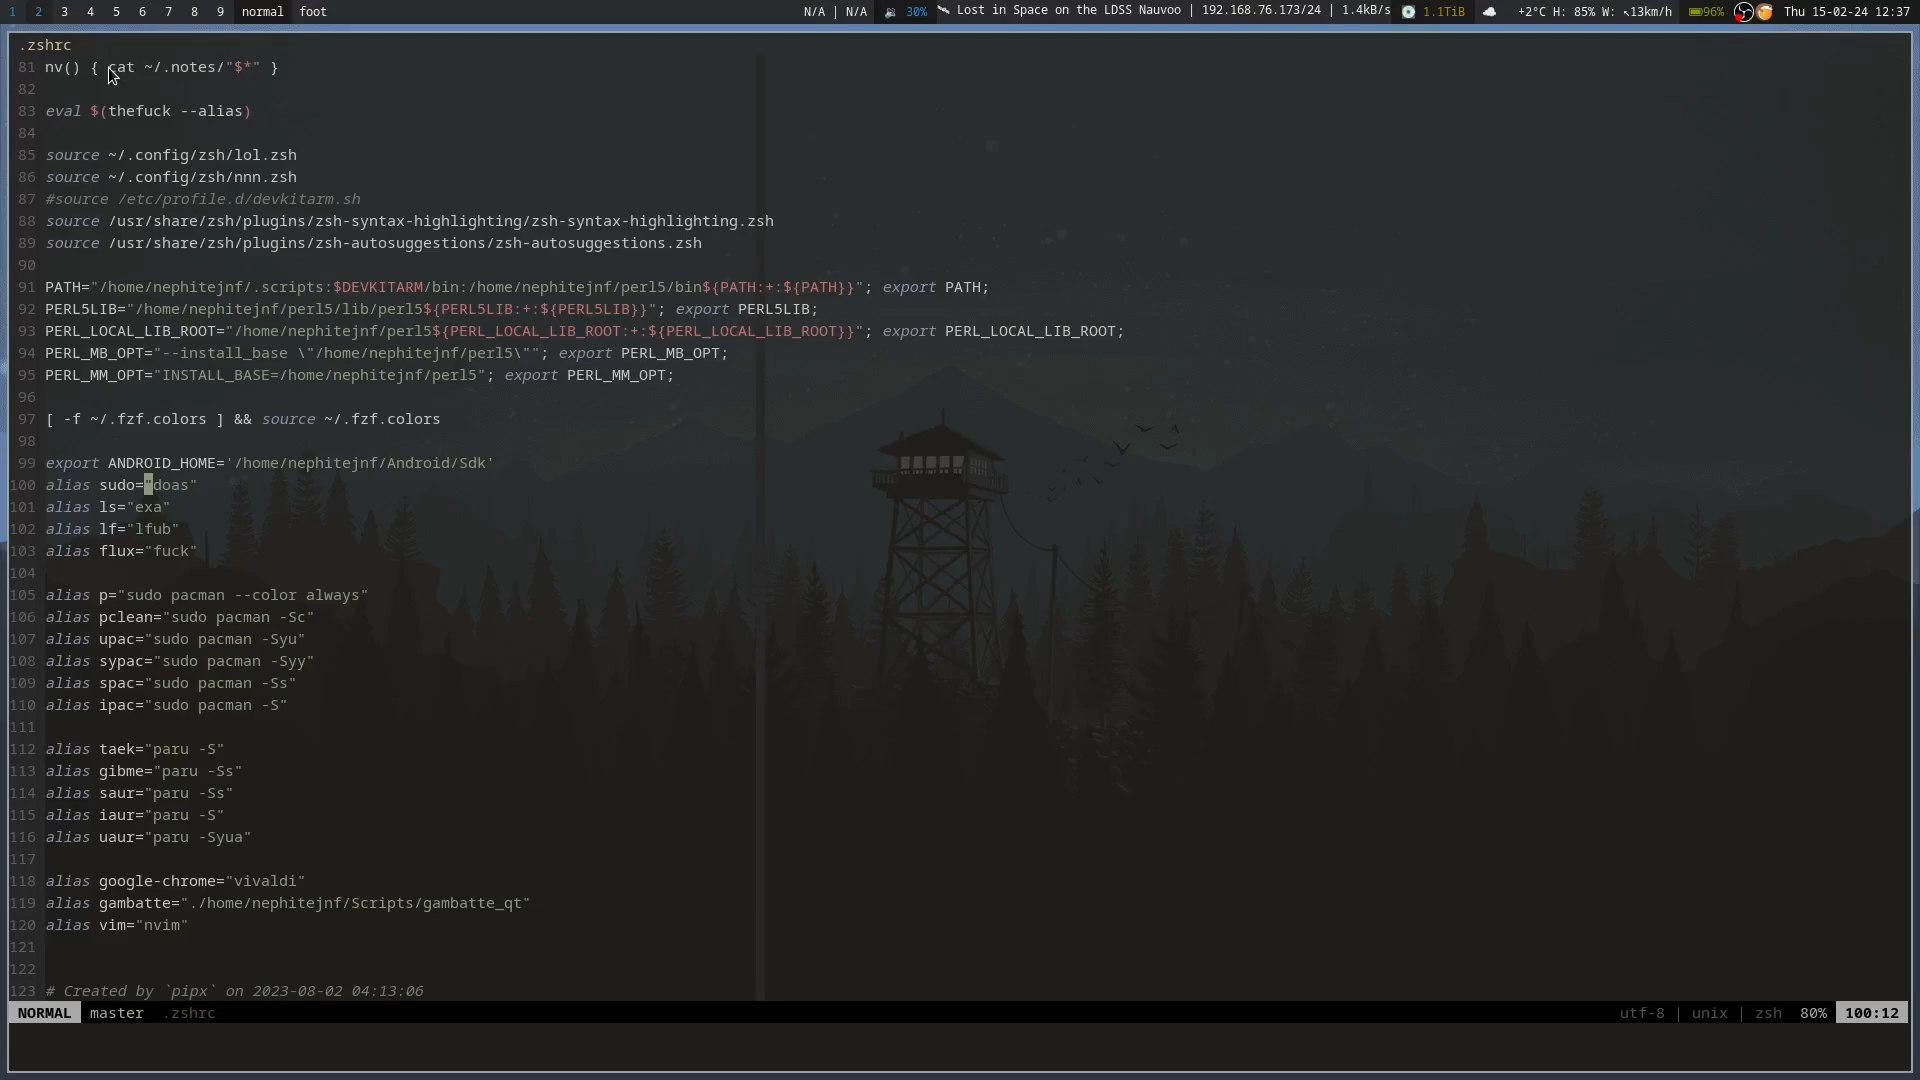 1 2 3 4 5 6 7 8 9 normal foot N/A | N/A 30% Lost in Space on the LDSS Nauvoo | 192.168.76.173/24 | 1.4kB/s 1.1TiB +2°C H: 85% W: ↖13km/h 96% Thu 15-02-24 12:37
.zshrc
81 nv() { cat ~/.notes/"$*" }
82
83 eval $(thefuck --alias)
84
85 source ~/.config/zsh/lol.zsh
86 source ~/.config/zsh/nnn.zsh
87 #source /etc/profile.d/devkitarm.sh
88 source /usr/share/zsh/plugins/zsh-syntax-highlighting/zsh-syntax-highlighting.zsh
89 source /usr/share/zsh/plugins/zsh-autosuggestions/zsh-autosuggestions.zsh
90
91 PATH="/home/nephitejnf/.scripts:$DEVKITARM/bin:/home/nephitejnf/perl5/bin${PATH:+:${PATH}}"; export PATH;
92 PERL5LIB="/home/nephitejnf/perl5/lib/perl5${PERL5LIB:+:${PERL5LIB}}"; export PERL5LIB;
93 PERL_LOCAL_LIB_ROOT="/home/nephitejnf/perl5${PERL_LOCAL_LIB_ROOT:+:${PERL_LOCAL_LIB_ROOT}}"; export PERL_LOCAL_LIB_ROOT;
94 PERL_MB_OPT="--install_base \"/home/nephitejnf/perl5\""; export PERL_MB_OPT;
95 PERL_MM_OPT="INSTALL_BASE=/home/nephitejnf/perl5"; export PERL_MM_OPT;
96
97 [ -f ~/.fzf.colors ] && source ~/.fzf.colors
98
99 export ANDROID_HOME='/home/nephitejnf/Android/Sdk'
100 alias sudo="doas"
101 alias ls="exa"
102 alias lf="lfub"
103 alias flux="fuck"
104
105 alias p="sudo pacman --color always"
106 alias pclean="sudo pacman -Sc"
107 alias upac="sudo pacman -Syu"
108 alias sypac="sudo pacman -Syy"
109 alias spac="sudo pacman -Ss"
110 alias ipac="sudo pacman -S"
111
112 alias taek="paru -S"
113 alias gibme="paru -Ss"
114 alias saur="paru -Ss"
115 alias iaur="paru -S"
116 alias uaur="paru -Syua"
117
118 alias google-chrome="vivaldi"
119 alias gambatte="./home/nephitejnf/Scripts/gambatte_qt"
120 alias vim="nvim"
121
122
123 # Created by `pipx` on 2023-08-02 04:13:06
NORMAL master .zshrc utf-8 | unix | zsh 80% 100:12